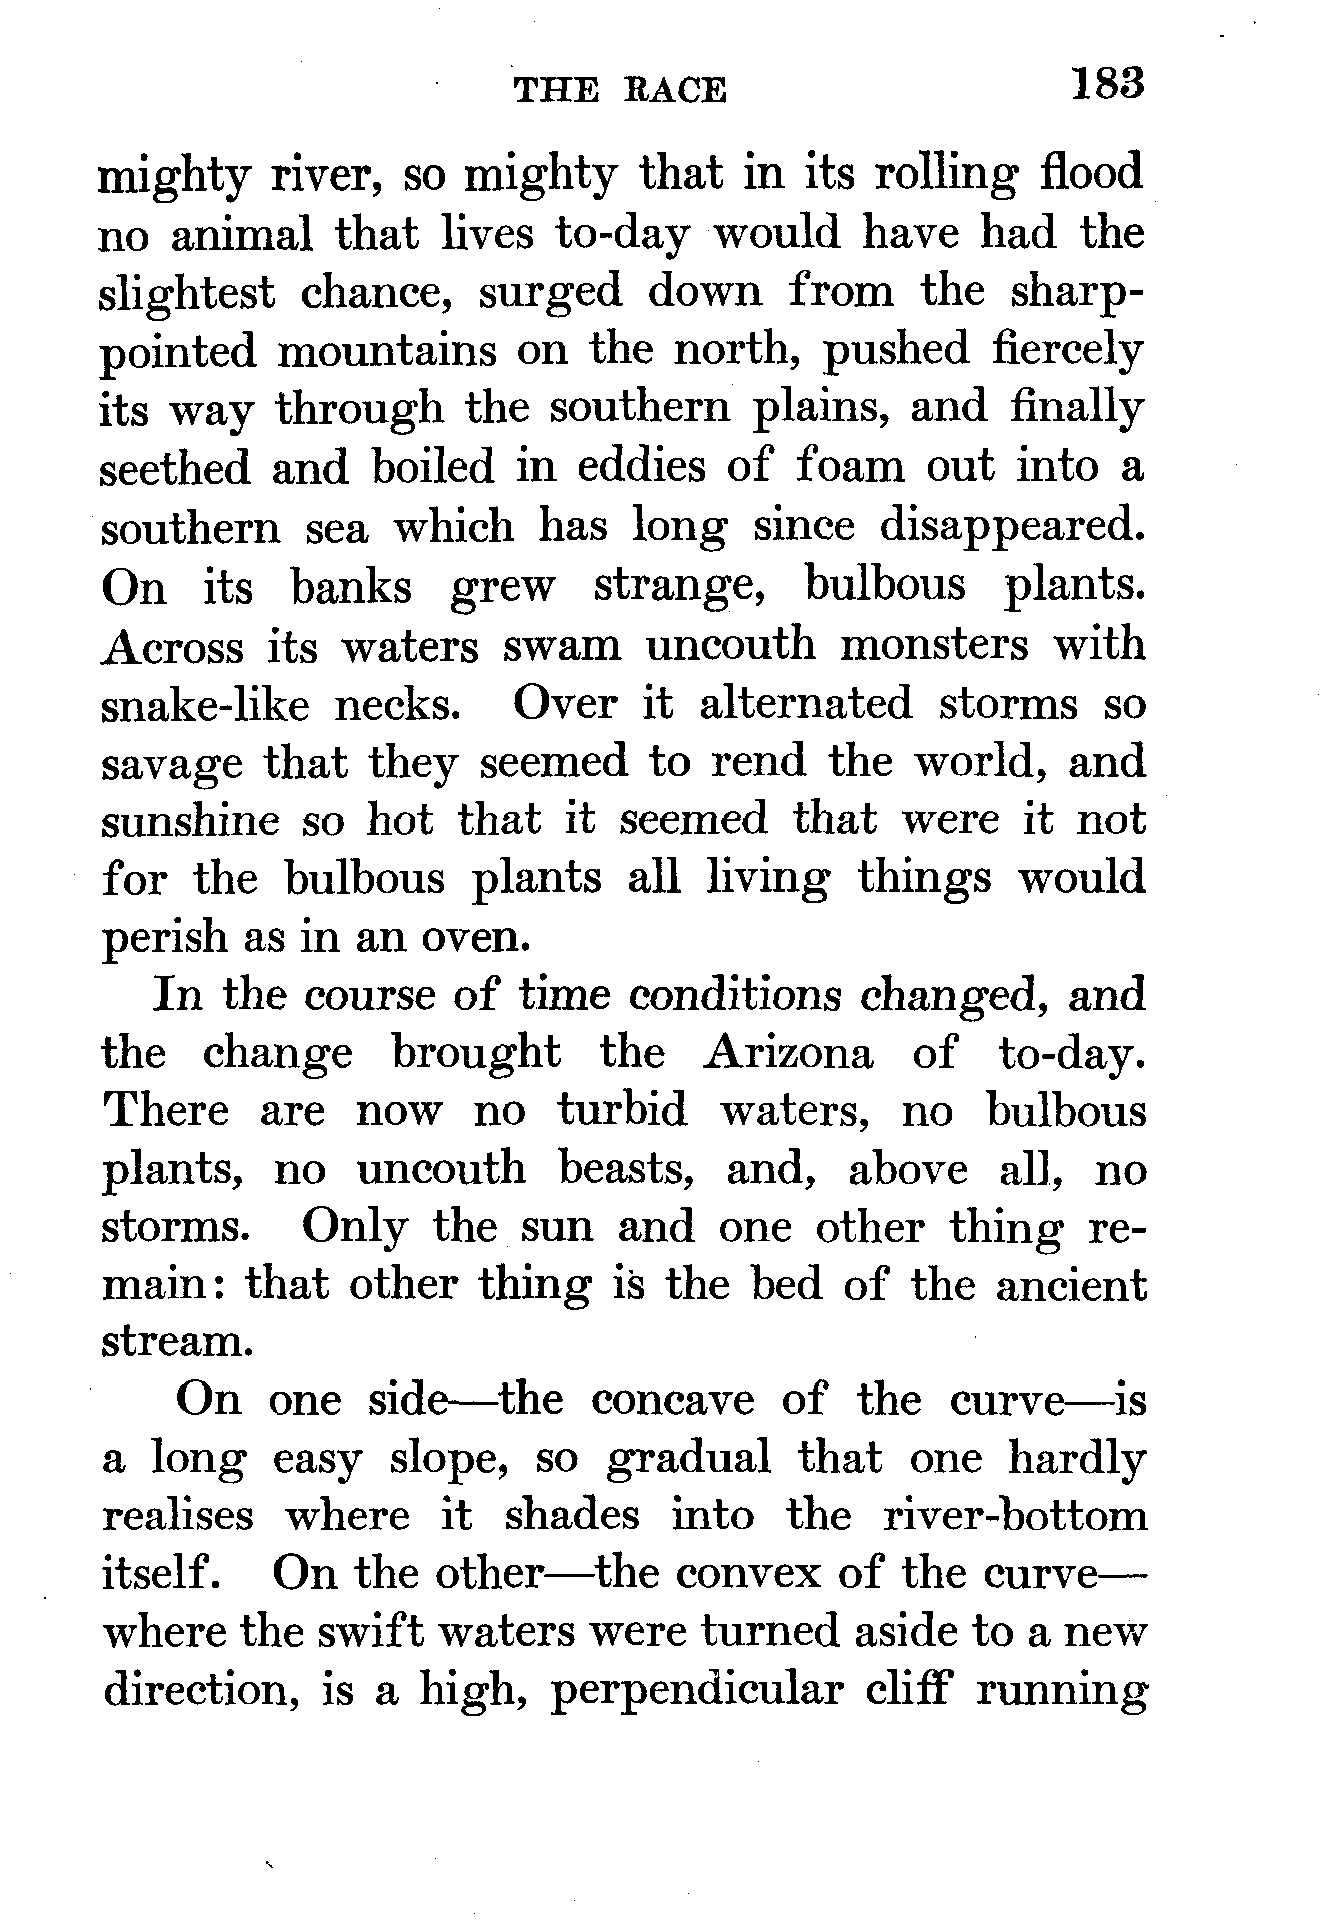 THE RACE 183
mighty river, so mighty that in its rolling flood
no animal that lives to-day would have had the
slightest chance, surged down from the sharp-
pointed mountains on the north, pushed fiercely
its way through the southern plains, and finally
seethed and boiled in eddies of foam out into a
southern sea which has long since disappeared.
On its banks grew strange, bulbous plants.
Across its waters swam uncouth monsters with
snake-like necks. Over it alternated storms so
savage that they seemed to rend the world, and
sunshine so hot that it seemed that were it not
for the bulbous plants all living things would
perish as in an oven.
In the course of time conditions changed, and
the change brought the Arizona of to-day.
There are now no turbid waters, no bulbous
plants, no uncouth beasts, and, above all, no
storms. Only the sun and one other thing re-
main: that other thing is the bed of the ancient
stream.
On one side—the concave of the curve—is
a long easy slope, so gradual that one hardly
realises where it shades into the river-bottom
itself. On the other—the convex of the curve—
where the swift waters were turned aside to a new
direction, is a high, perpendicular cliff running